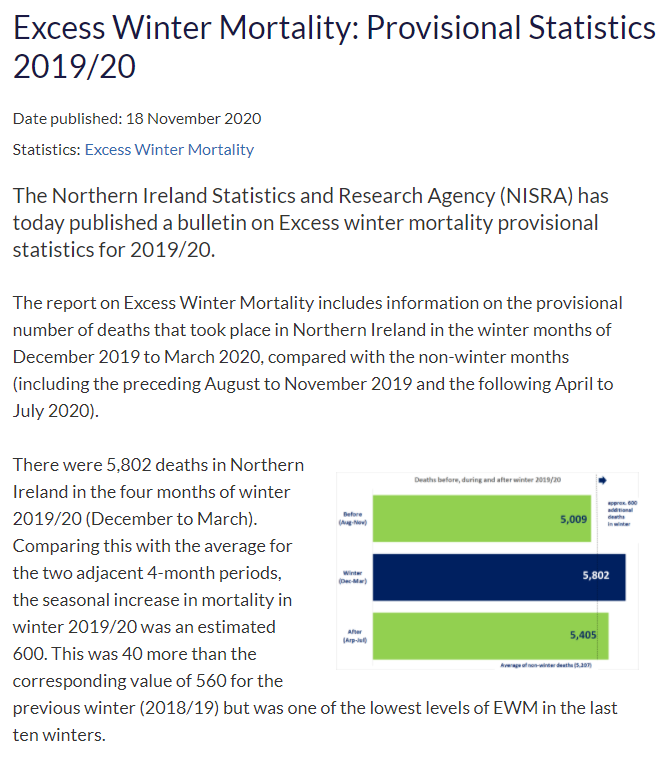 Excess Winter Mortality: Provisional Statistics
2019/20
Date published: 18 November 2020
Statistics: Excess Winter Mortality
The Northern Ireland Statistics and Research Agency (NISRA) has
today published a bulletin on Excess winter mortality provisional
statistics for 2019/20.
The report on Excess Winter Mortality includes information on the provisional
number of deaths that took place in Northern Ireland in the winter months of
December 2019 to March 2020, compared with the non-winter months
(including the preceding August to November 2019 and the following April to
July 2020).
There were 5,802 deaths in Northern
Ireland in the four months of winter
2019/20 (December to March).
Comparing this with the average for
the two adjacent 4-month periods,
the seasonal increase in mortality in
winter 2019/20 was an estimated
600. This was 40 more than the
corresponding value of 560 for the
previous winter (2018/19) but was one of the lowest levels of EWM in the last
ten winters.
Deaths before, during and after winter 2019/20
Before
(Aug-Nov)
5,009
approx. 600
additional
deaths
in winter
Winter
(Dec-Mar)
5,802
After
(Arp-Jul)
5,405
Average of non-winter deaths (5,207)